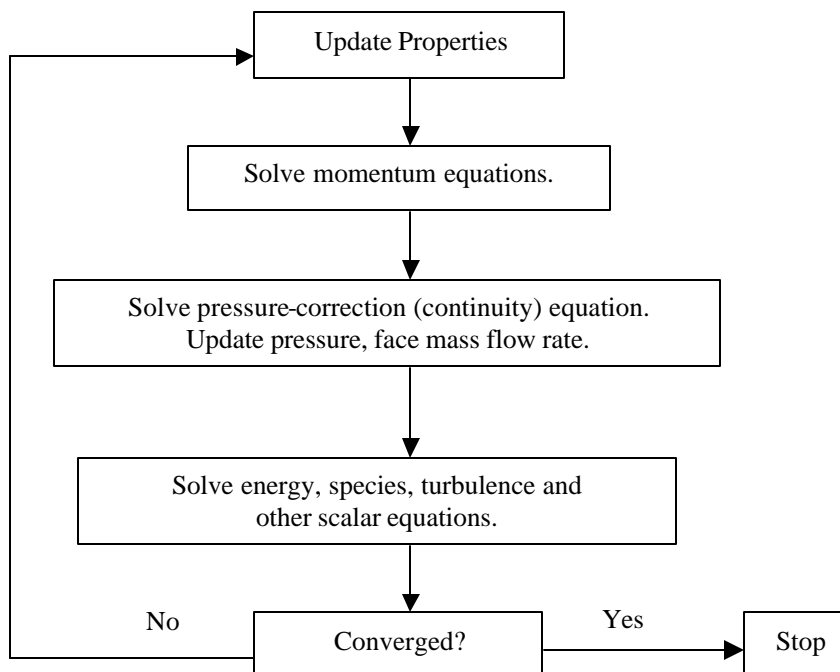 Update Properties
Solve momentum equations.
Solve pressure-correction (continuity) equation.
Update pressure, face mass flow rate.
Solve energy, species, turbulence and
other scalar equations.
No
Converged?
Yes
Stop